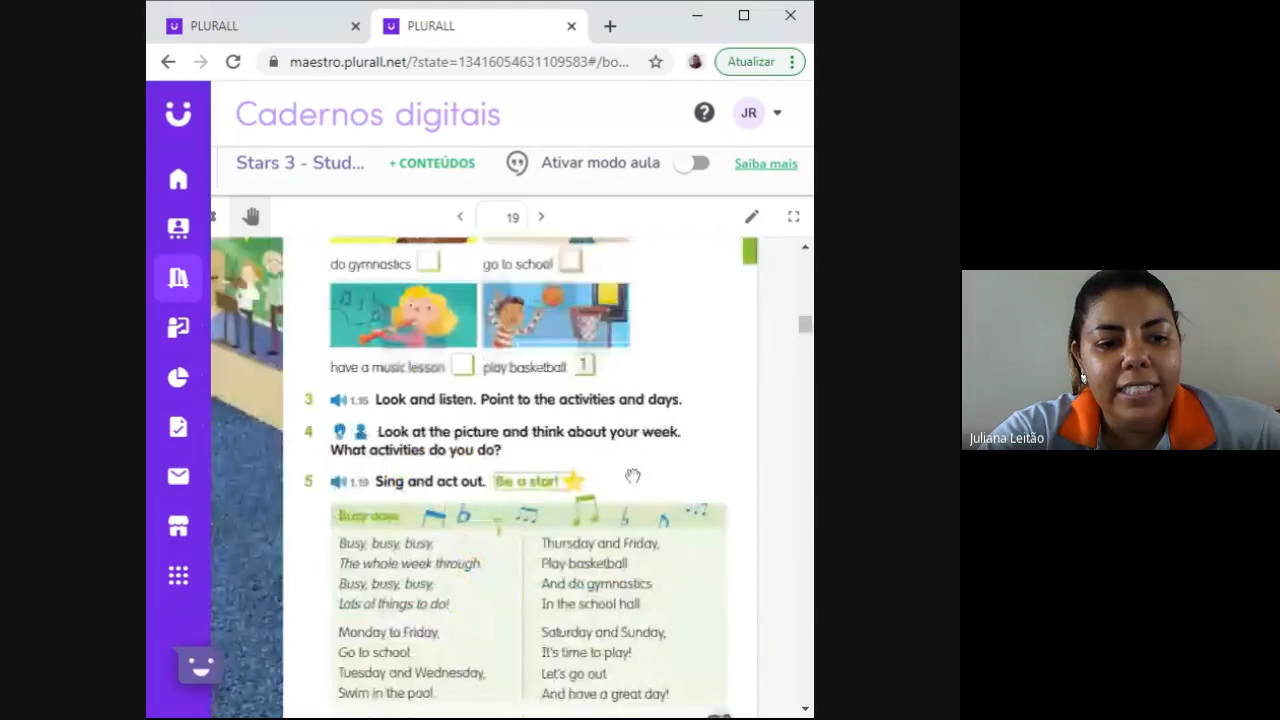 PLURALL
PLURALL
maestro.plurall.net/?state=13416054631109583#/bo...
Atualizar
Cadernos digitais
JR
Stars 3 - Stud...
+ CONTEÚDOS
Ativar modo aula
Saiba mais
19
do gymnastics
go to school
have a music lesson
play basketball 1
3 1.15 Look and listen. Point to the activities and days.
4 Look at the picture and think about your week.
What activities do you do?
5 Sing and act out. Be a star!
Busy days
Busy, busy, busy,
The whole week through.
Busy, busy, busy,
Lots of things to do!
Monday to Friday,
Go to school.
Tuesday and Wednesday,
Swim in the pool.
Thursday and Friday,
Play basketball
And do gymnastics
In the school hall
Saturday and Sunday,
It's time to play!
Let's go out
And have a great day!
Juliana Leitão